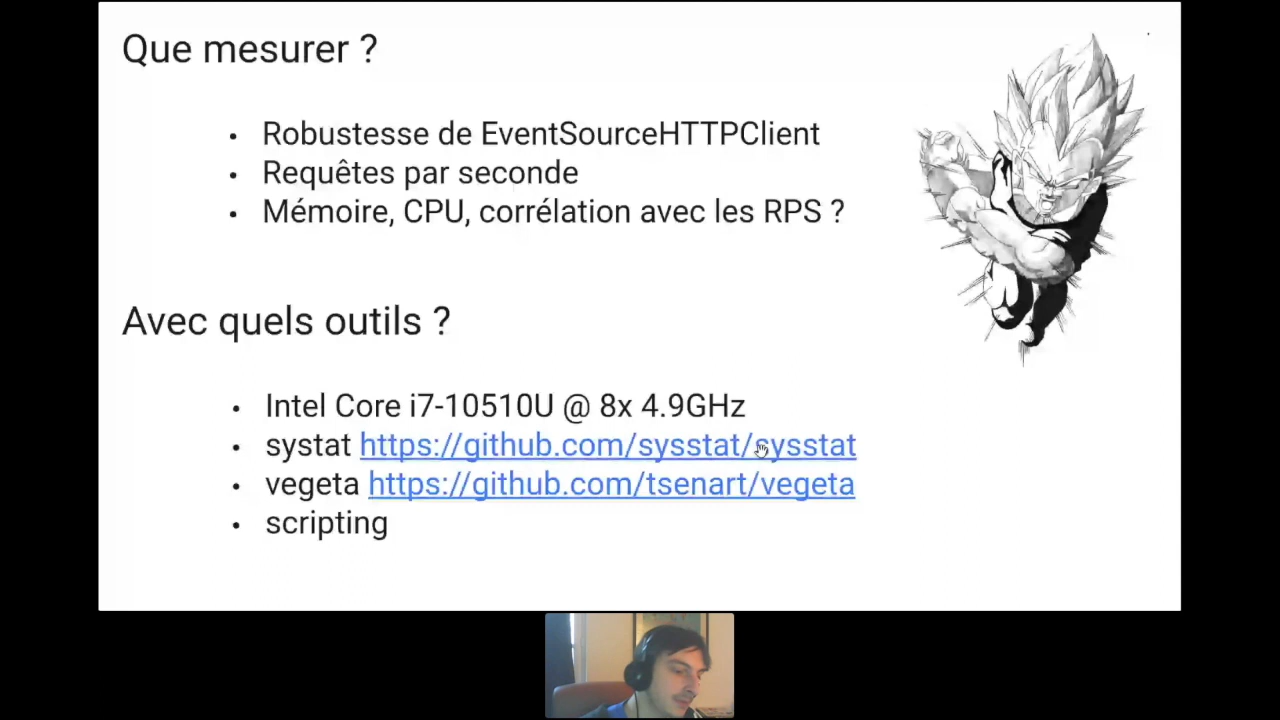 Que mesurer ?
Robustesse de EventSourceHTTPClient
Requêtes par seconde
Mémoire, CPU, corrélation avec les RPS ?
Avec quels outils ?
Intel Core i7-10510U @ 8x 4.9GHz
systat https://github.com/sysstat/sysstat
vegeta https://github.com/tsenart/vegeta
scripting